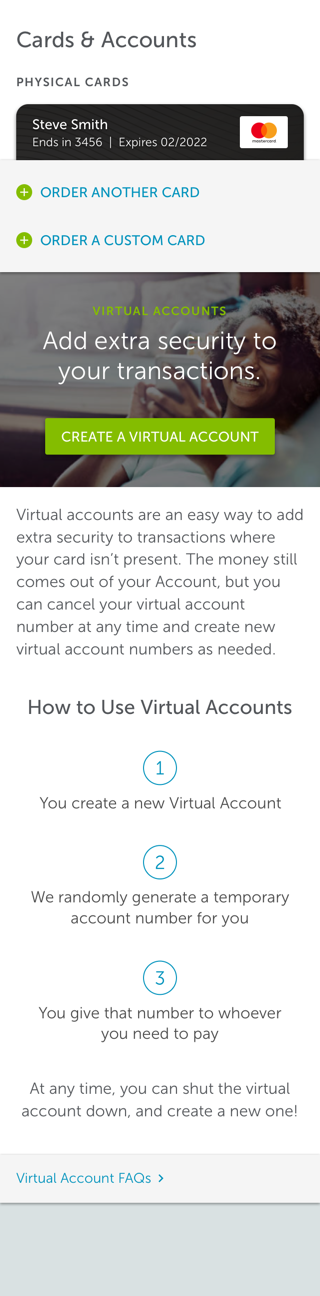 Cards & Accounts
PHYSICAL CARDS
Steve Smith
Ends in 3456 | Expires 02/2022
mastercard
ORDER ANOTHER CARD
ORDER A CUSTOM CARD
VIRTUAL ACCOUNTS
Add extra security to
your transactions.
CREATE A VIRTUAL ACCOUNT
Virtual accounts are an easy way to add
extra security to transactions where
your card isn’t present. The money still
comes out of your Account, but you
can cancel your virtual account
number at any time and create new
virtual account numbers as needed.
How to Use Virtual Accounts
1
You create a new Virtual Account
2
We randomly generate a temporary
account number for you
3
You give that number to whoever
you need to pay
At any time, you can shut the virtual
account down, and create a new one!
Virtual Account FAQs